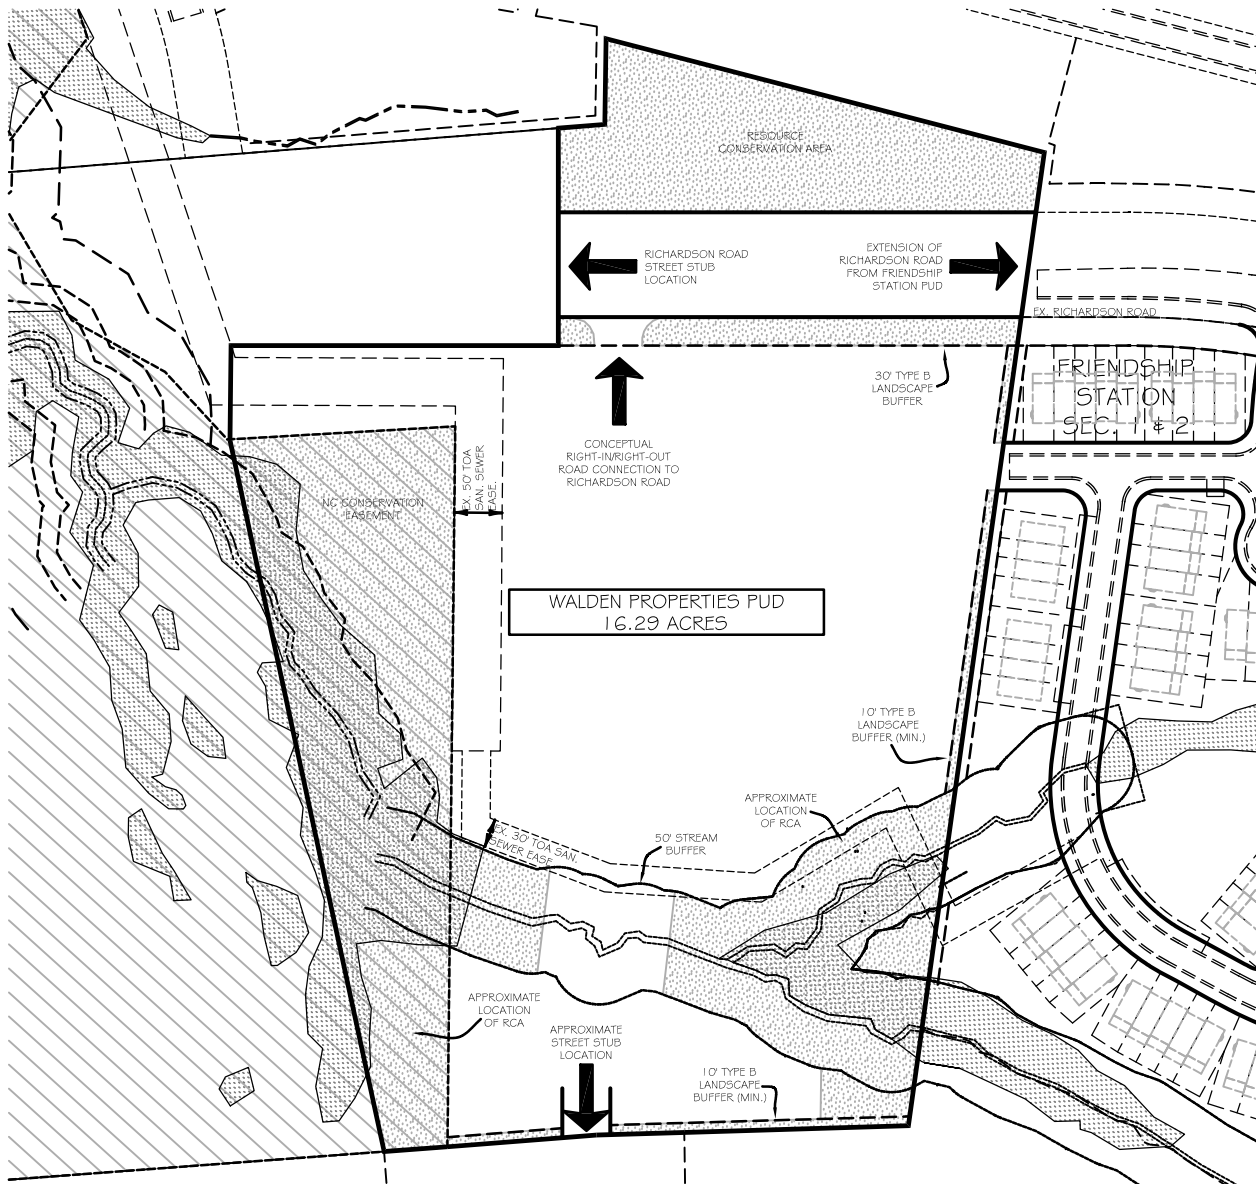 RESOURCE
CONSERVATION AREA
RICHARDSON ROAD
STREET STUB
LOCATION
EXTENSION OF
RICHARDSON ROAD
FROM FRIENDSHIP
STATION PUD
EX. RICHARDSON ROAD
30' TYPE B
LANDSCAPE
BUFFER
FRIENDSHIP
STATION
SEC. 1 & 2
CONCEPTUAL
RIGHT-IN/RIGHT-OUT
ROAD CONNECTION TO
RICHARDSON ROAD
EX. 50' TOA
SAN. SEWER
EASE.
NC CONSERVATION
EASEMENT
WALDEN PROPERTIES PUD
16.29 ACRES
10' TYPE B
LANDSCAPE
BUFFER (MIN.)
APPROXIMATE
LOCATION
OF RCA
EX. 30' TOA SAN.
SEWER EASE.
50' STREAM
BUFFER
APPROXIMATE
LOCATION
OF RCA
APPROXIMATE
STREET STUB
LOCATION
10' TYPE B
LANDSCAPE
BUFFER (MIN.)